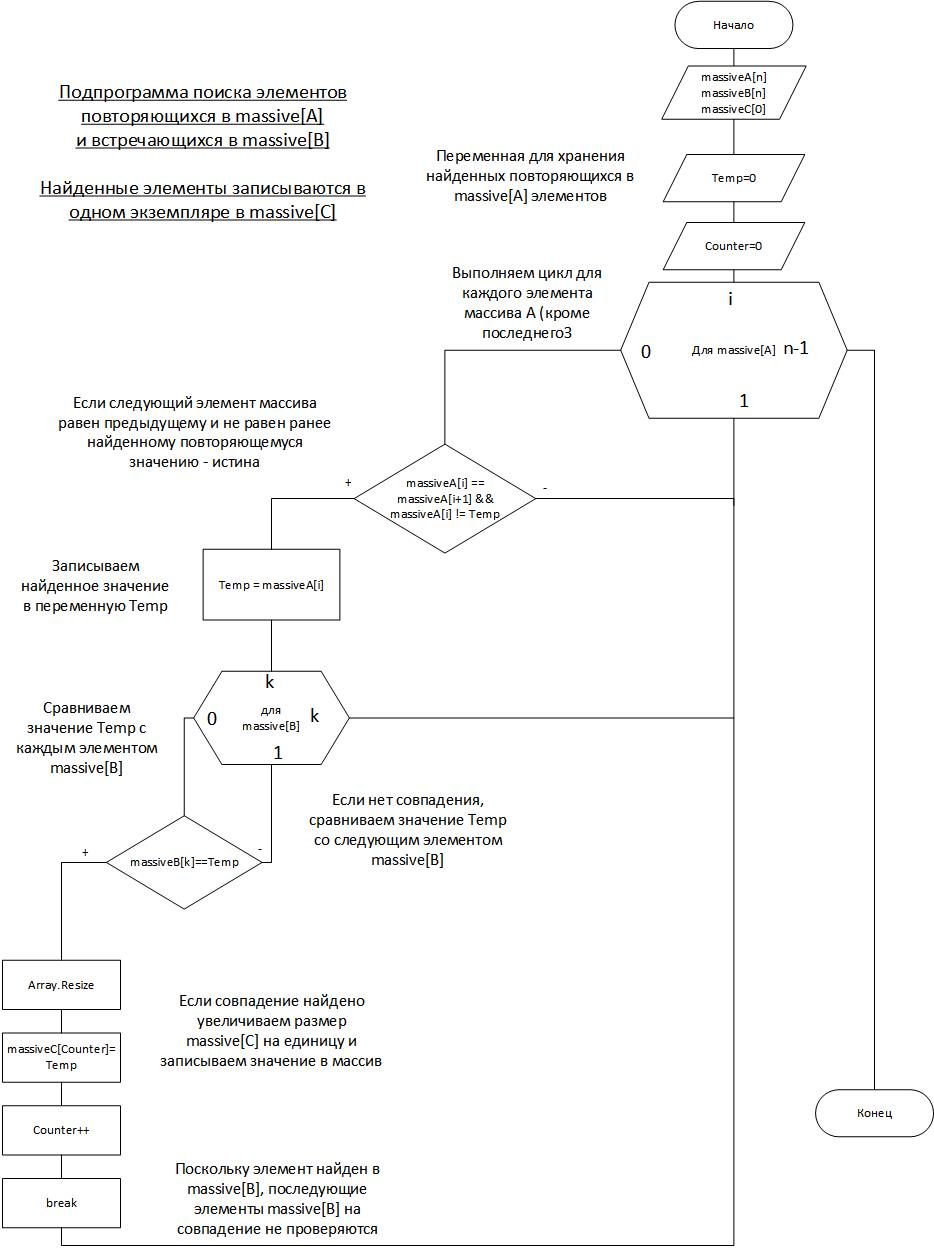 Начало
massiveA[n]
massiveB[n]
massiveC[0]
Подпрограмма поиска элементов
повторяющихся в massive[A]
и встречающихся в massive[B]
Найденные элементы записываются в
одном экземпляре в massive[C]
Переменная для хранения
найденных повторяющихся в
massive[A] элементов
Temp=0
Counter=0
Выполняем цикл для
каждого элемента
массива А (кроме
последнего3
i
0
Для massive[A] n-1
1
Если следующий элемент массива
равен предыдущему и не равен ранее
найденному повторяющемуся
значению - истина
+
massiveA[i] ==
massiveA[i+1] &&
massiveA[i] != Temp
-
Записываем
найденное значение
в переменную Temp
Temp = massiveA[i]
Сравниваем
значение Temp с
каждым элементом
massive[B]
k
0
для
massive[B]
k
1
Если нет совпадения,
сравниваем значение Temp
со следующим элементом
massive[B]
+
massiveB[k]==Temp
-
Array.Resize
massiveC[Counter]=
Temp
Counter++
break
Если совпадение найдено
увеличиваем размер
massive[C] на единицу и
записываем значение в массив
Поскольку элемент найден в
massive[B], последующие
элементы massive[B] на
совпадение не проверяются
Конец